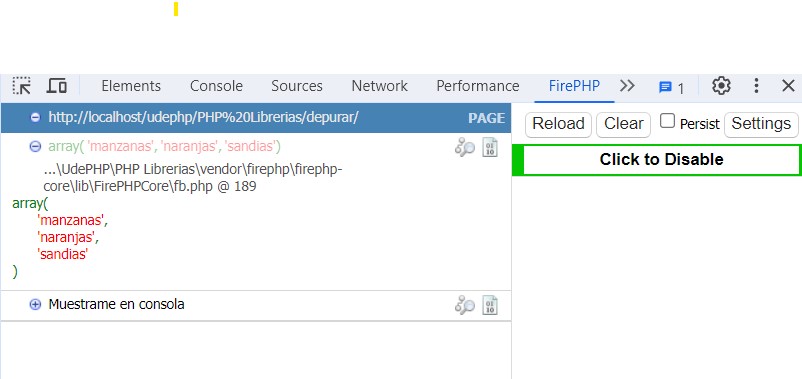 Elements Console Sources Network Performance FirePHP 1
http://localhost/udephp/PHP%20Librerias/depurar/ PAGE
Reload Clear Persist Settings
array( 'manzanas', 'naranjas', 'sandias')
Click to Disable
...\UdePHP\PHP Librerias\vendor\firephp\firephp-
core\lib\FirePHPCore\fb.php @ 189
array(
'manzanas',
'naranjas',
'sandias'
)
Muestrame en consola